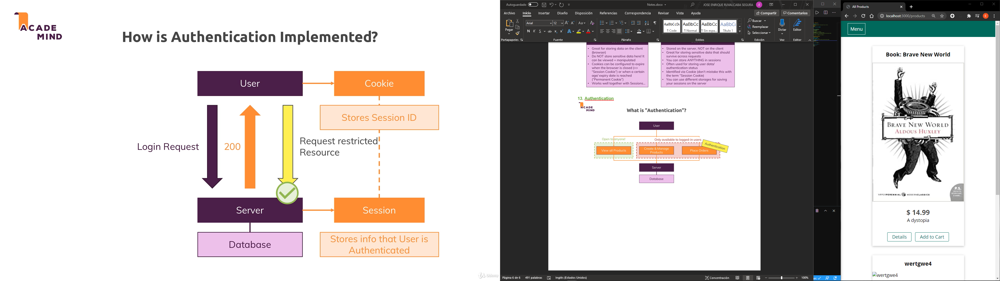 ACADE
MIND
How is Authentication Implemented?
User
Cookie
Stores Session ID
Login Request
200
Request restricted
Resource
Server
Session
Database
Stores info that User is
Authenticated
Udemy
Autoguardado
Notes.docx
JOSE ENRIQUE RUVALCABA SEGURA
JE
Archivo
Inicio
Insertar
Diseño
Disposición
Referencias
Correspondencia
Revisar
Vista
Ayuda
Compartir
Comentarios
Pegar
Arial
12
N K S
AaBbCcDc
¶ Code
AaBbCc
¶ Normal
AaBbCc
¶ Sin espa...
AaBbCc
Título 1
Buscar
Reemplazar
Seleccionar
Dictar
Editor
Portapapeles
Fuente
Párrafo
Estilos
Edición
Voz
Editor
• Great for storing data on the client
(browser)
• Do NOT store sensitive data here! It
can be viewed + manipulated
• Cookies can be configured to expire
when the browser is closed (=>
“Session Cookie”) or when a certain
age/ expiry date is reached
(“Permanent Cookie”)
• Works well together with Sessions...
• Stored on the server, NOT on the client
• Great for storing sensitive data that should
survive across requests
• You can store ANYTHING in sessions
• Often used for storing user data/
authentication status
• Identified via Cookie (don’t mistake this with
the term “Session Cookie)
• You can use different storages for saving
your sessions on the server
13. Authentication
ACADE
MIND
What is “Authentication”?
User
Open to anyone!
Only available to logged-in users
Authentication
View all Products
Create & Manage
Products
Place Orders
Server
Database
Página 6 de 6
491 palabras
Inglés (Estados Unidos)
Concentración
100%
All Products
localhost:3000/products
E
Menu
Book: Brave New World
BRAVE NEW WORLD
ALDOUS HUXLEY
P.S.
HARPERPERENNIAL MODERNCLASSICS
$ 14.99
A dystopia
Details
Add to Cart
wertgwe4
wertgwe4